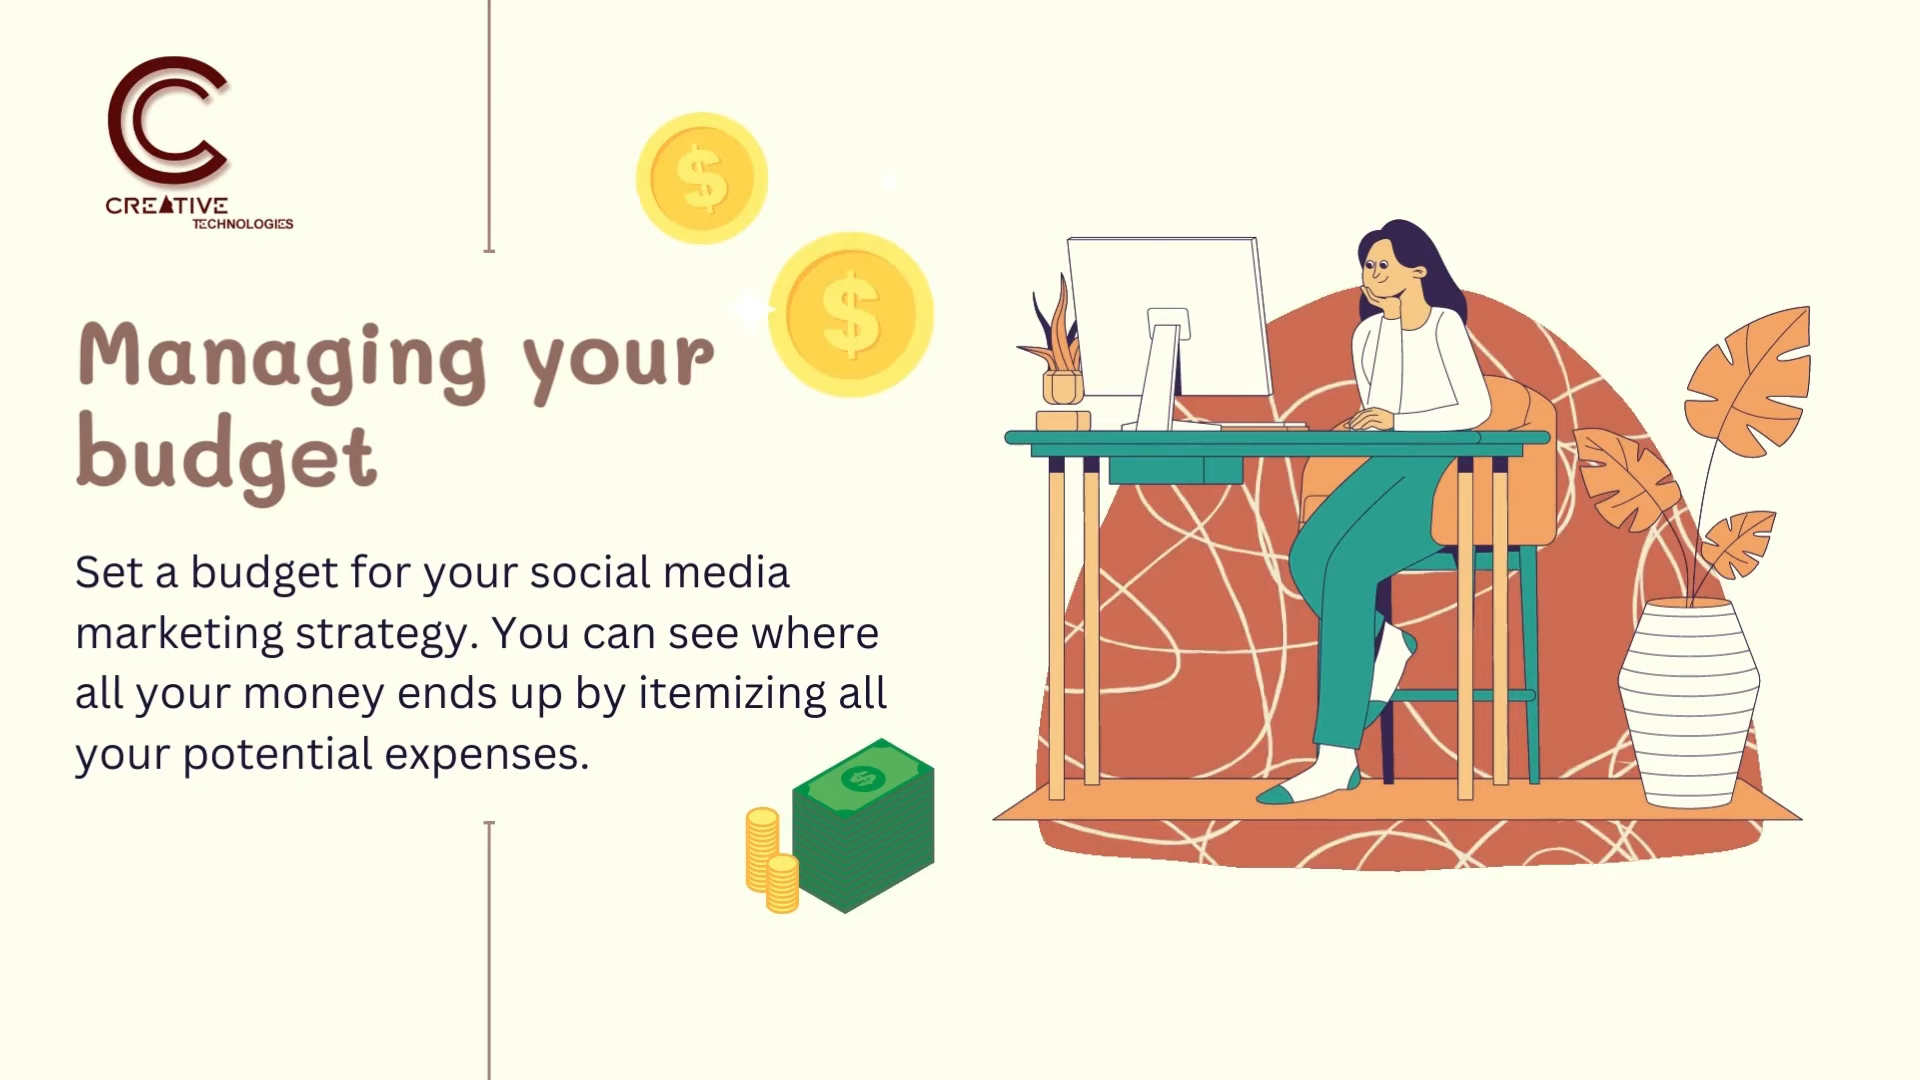 CREATIVE
TECHNOLOGIES
Managing your
budget
Set a budget for your social media
marketing strategy. You can see where
all your money ends up by itemizing all
your potential expenses.
$
$
$